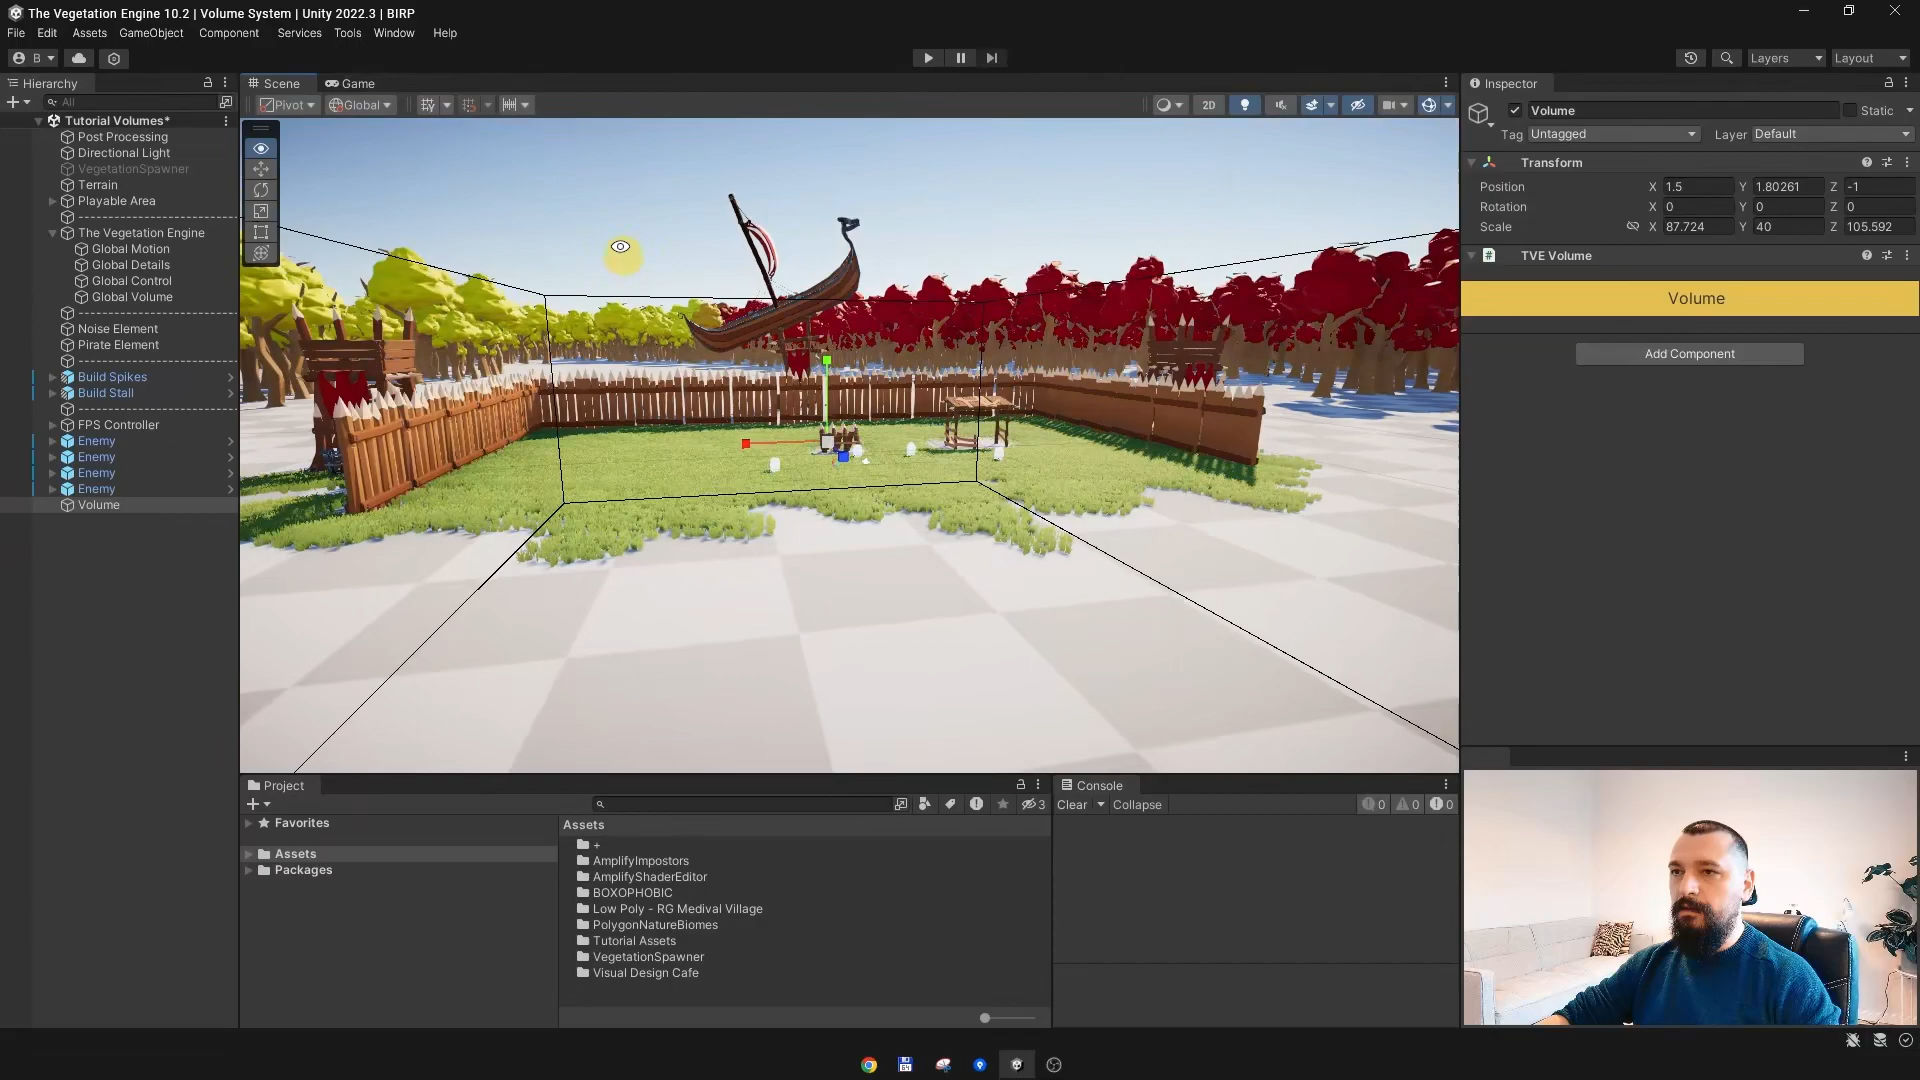 The Vegetation Engine 10.2 | Volume System | Unity 2022.3 | BIRP
File Edit Assets GameObject Component Services Tools Window Help
B Layers Layout
Hierarchy
All
Tutorial Volumes*
Post Processing
Directional Light
VegetationSpawner
Terrain
Playable Area
The Vegetation Engine
Global Motion
Global Details
Global Control
Global Volume
Noise Element
Pirate Element
Build Spikes
Build Stall
FPS Controller
Enemy
Enemy
Enemy
Enemy
Volume
Scene Game
Pivot Global 2D
Inspector
Volume Static
Tag Untagged Layer Default
Transform
Position X 1.5 Y 1.80261 Z -1
Rotation X 0 Y 0 Z 0
Scale X 87.724 Y 40 Z 105.592
TVE Volume
Volume
Add Component
Project
3
Favorites
Assets
Packages
Assets
+
AmplifyImpostors
AmplifyShaderEditor
BOXOPHOBIC
Low Poly - RG Medival Village
PolygonNatureBiomes
Tutorial Assets
VegetationSpawner
Visual Design Cafe
Console
Clear Collapse 0 0 0
64